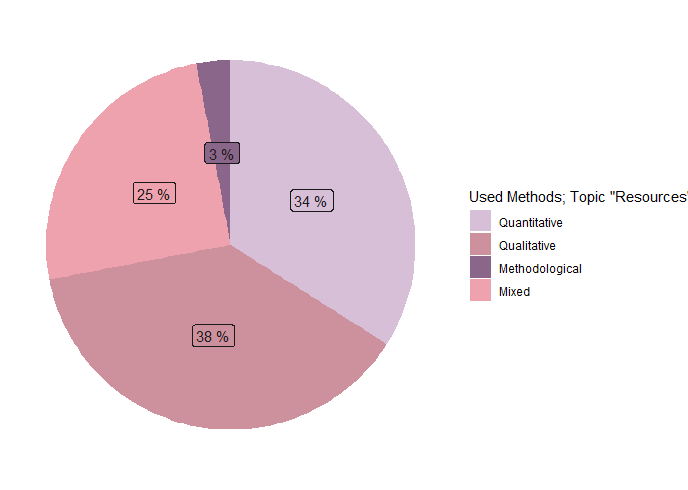 3 %
25 %
34 %
38 %
Used Methods; Topic "Resources"
Quantitative
Qualitative
Methodological
Mixed